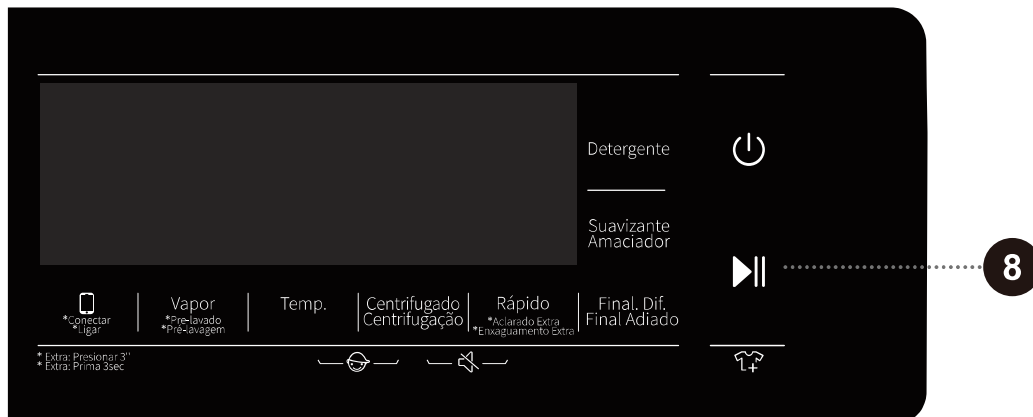 Detergente
Suavizante
Amaciador
8
*Conectar
*Ligar
Vapor
*Pre-lavado
*Pré-lavagem
Temp.
Centrifugado
Centrifugação
Rápido
*Aclarado Extra
*Enxaguamento Extra
Final. Dif.
Final Adiado
* Extra: Presionar 3''
* Extra: Prima 3sec